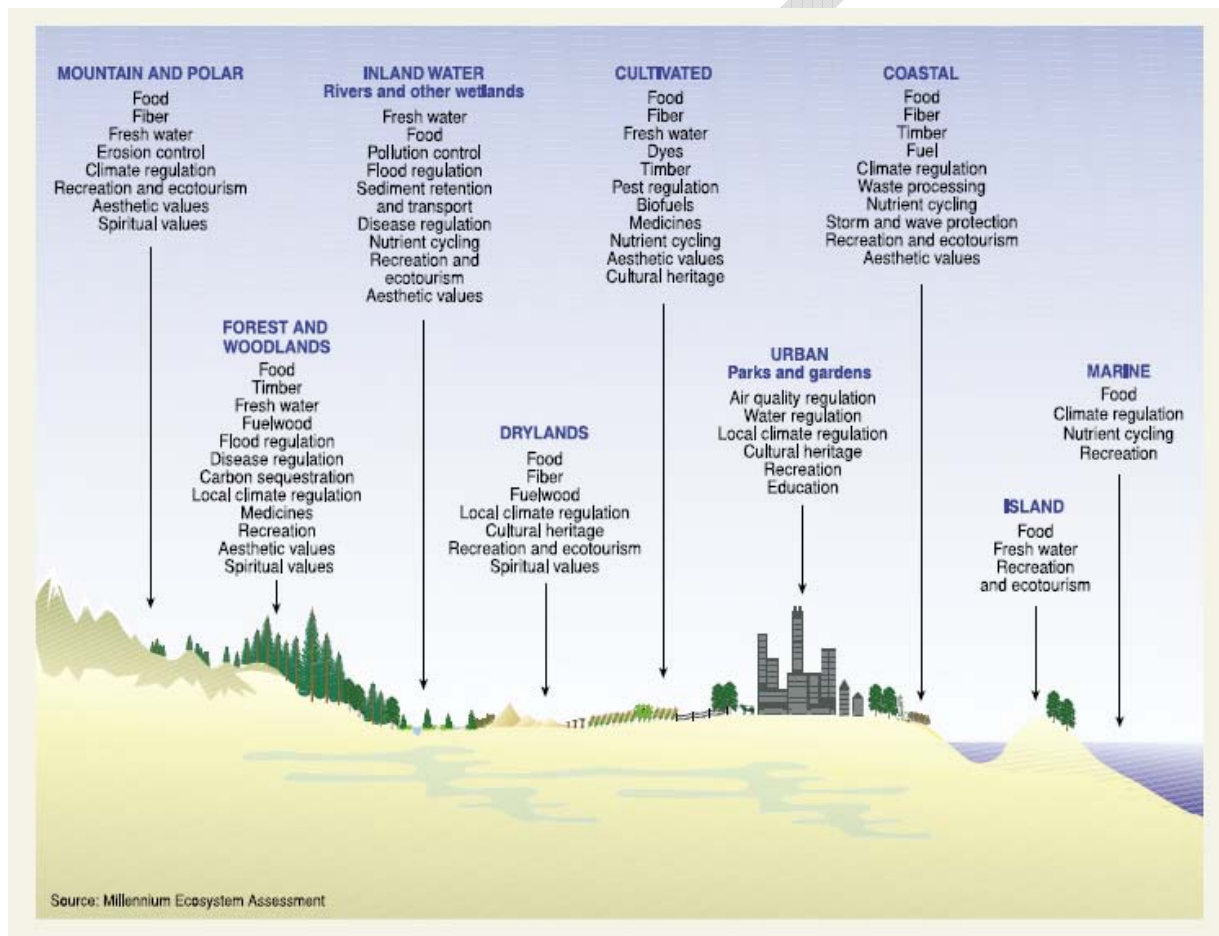 MOUNTAIN AND POLAR
Food
Fiber
Fresh water
Erosion control
Climate regulation
Recreation and ecotourism
Aesthetic values
Spiritual values
INLAND WATER
Rivers and other wetlands
Fresh water
Food
Pollution control
Flood regulation
Sediment retention
and transport
Disease regulation
Nutrient cycling
Recreation and
ecotourism
Aesthetic values
CULTIVATED
Food
Fiber
Fresh water
Dyes
Timber
Pest regulation
Biofuels
Medicines
Nutrient cycling
Aesthetic values
Cultural heritage
COASTAL
Food
Fiber
Timber
Fuel
Climate regulation
Waste processing
Nutrient cycling
Storm and wave protection
Recreation and ecotourism
Aesthetic values
FOREST AND
WOODLANDS
Food
Timber
Fresh water
Fuelwood
Flood regulation
Disease regulation
Carbon sequestration
Local climate regulation
Medicines
Recreation
Aesthetic values
Spiritual values
DRYLANDS
Food
Fiber
Fuelwood
Local climate regulation
Cultural heritage
Recreation and ecotourism
Spiritual values
URBAN
Parks and gardens
Air quality regulation
Water regulation
Local climate regulation
Cultural heritage
Recreation
Education
MARINE
Food
Climate regulation
Nutrient cycling
Recreation
ISLAND
Food
Fresh water
Recreation
and ecotourism
Source: Millennium Ecosystem Assessment